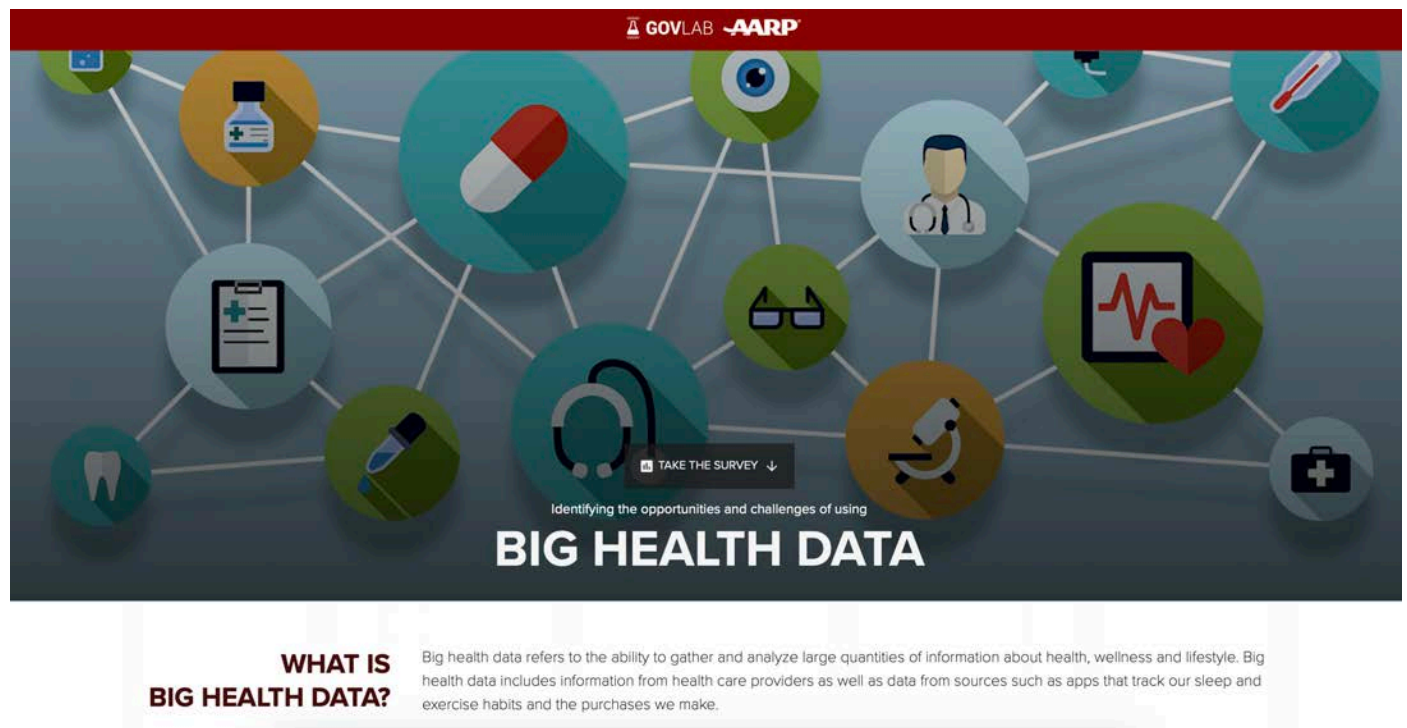 GOVLAB AARP
TAKE THE SURVEY
Identifying the opportunities and challenges of using
BIG HEALTH DATA
WHAT IS
BIG HEALTH DATA?
Big health data refers to the ability to gather and analyze large quantities of information about health, wellness and lifestyle. Big
health data includes information from health care providers as well as data from sources such as apps that track our sleep and
exercise habits and the purchases we make.